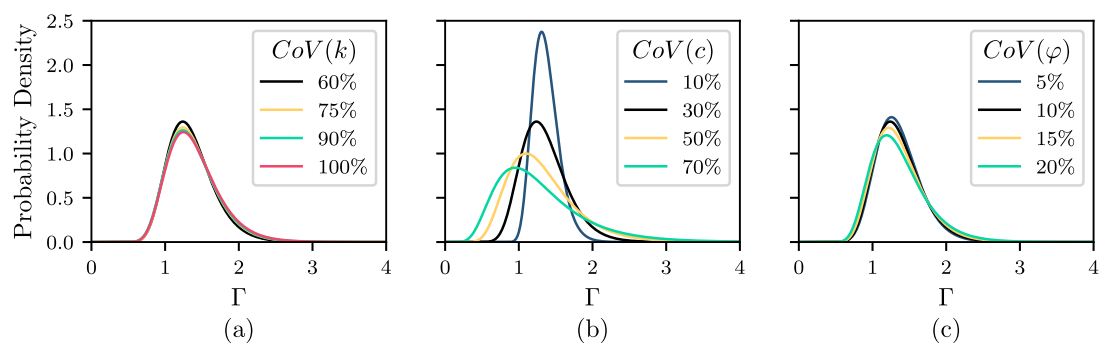 Probability Density
2.5
2.0
1.5
1.0
0.5
0.0
CoV(k)
60%
75%
90%
100%
0 1 2 3 4
Γ
(a)
CoV(c)
10%
30%
50%
70%
0 1 2 3 4
Γ
(b)
CoV(φ)
5%
10%
15%
20%
0 1 2 3 4
Γ
(c)